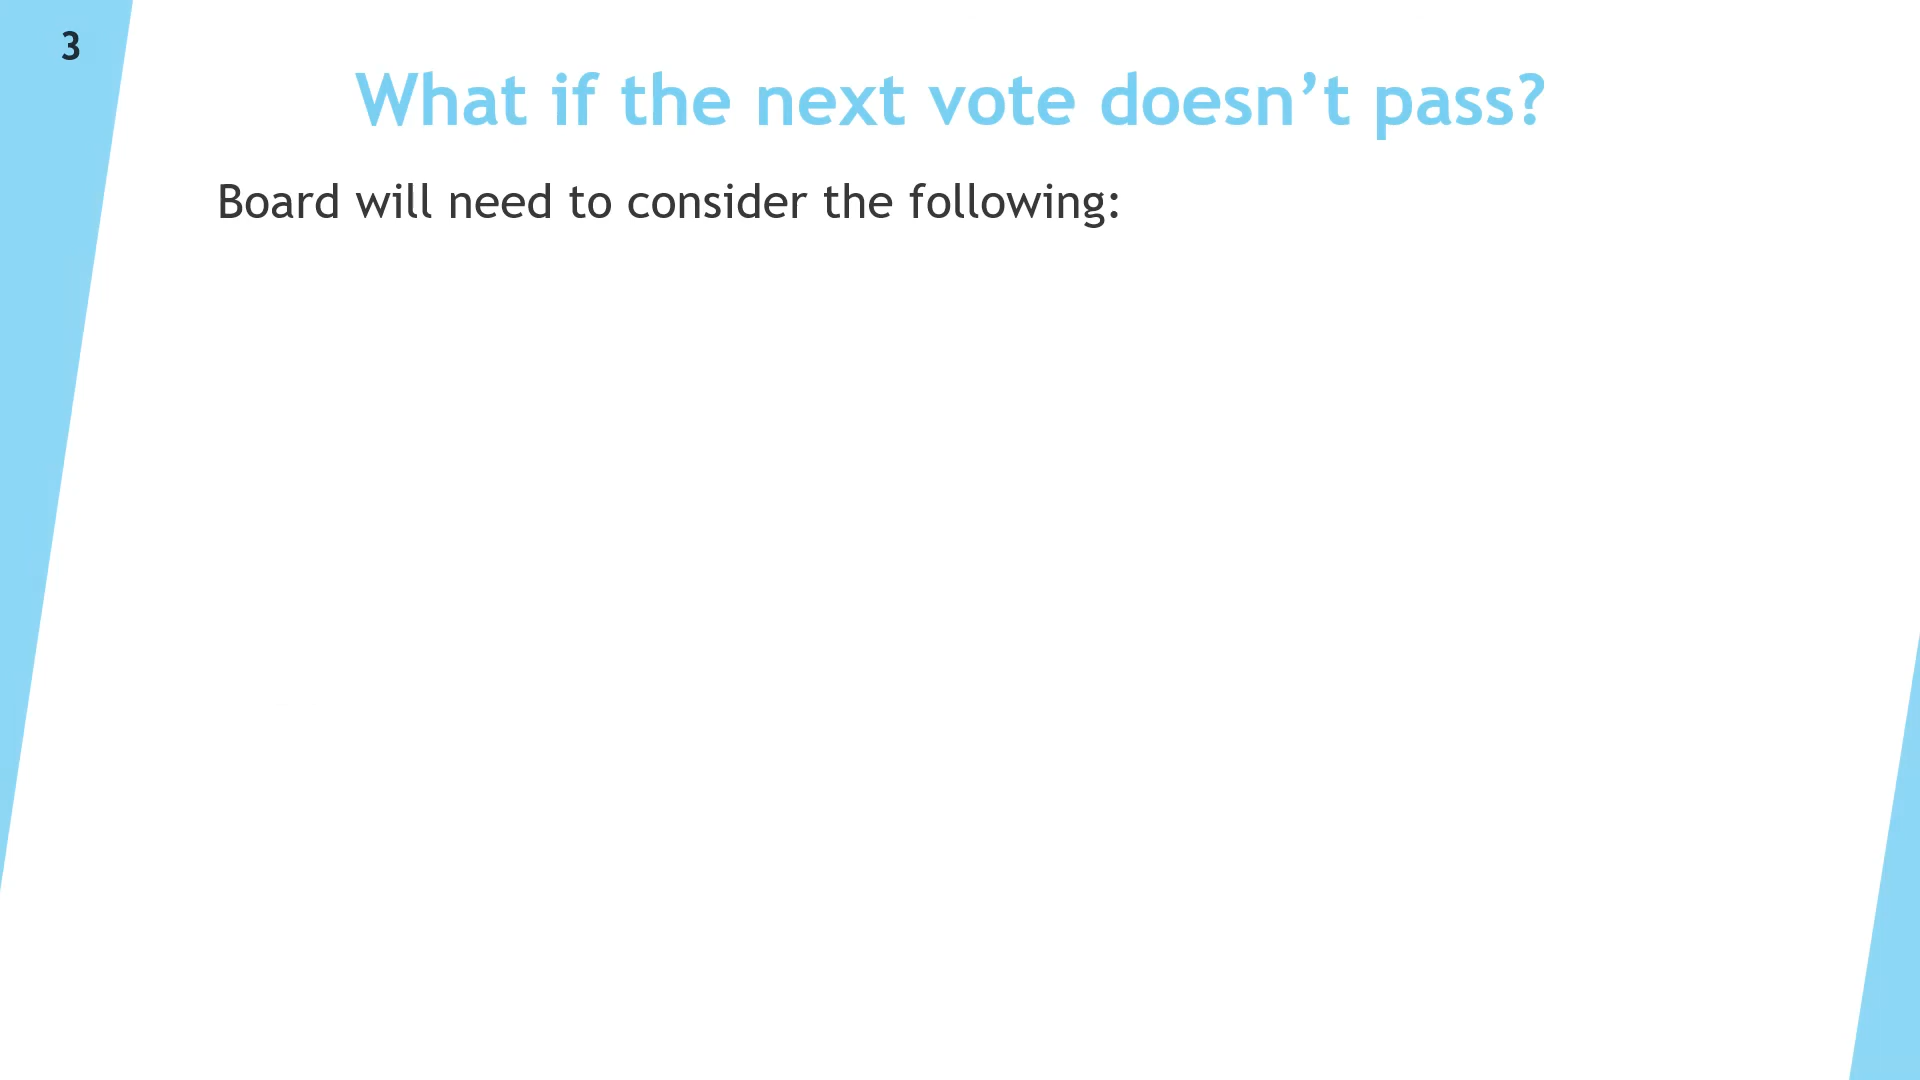 3
What if the next vote doesn’t pass?
Board will need to consider the following: